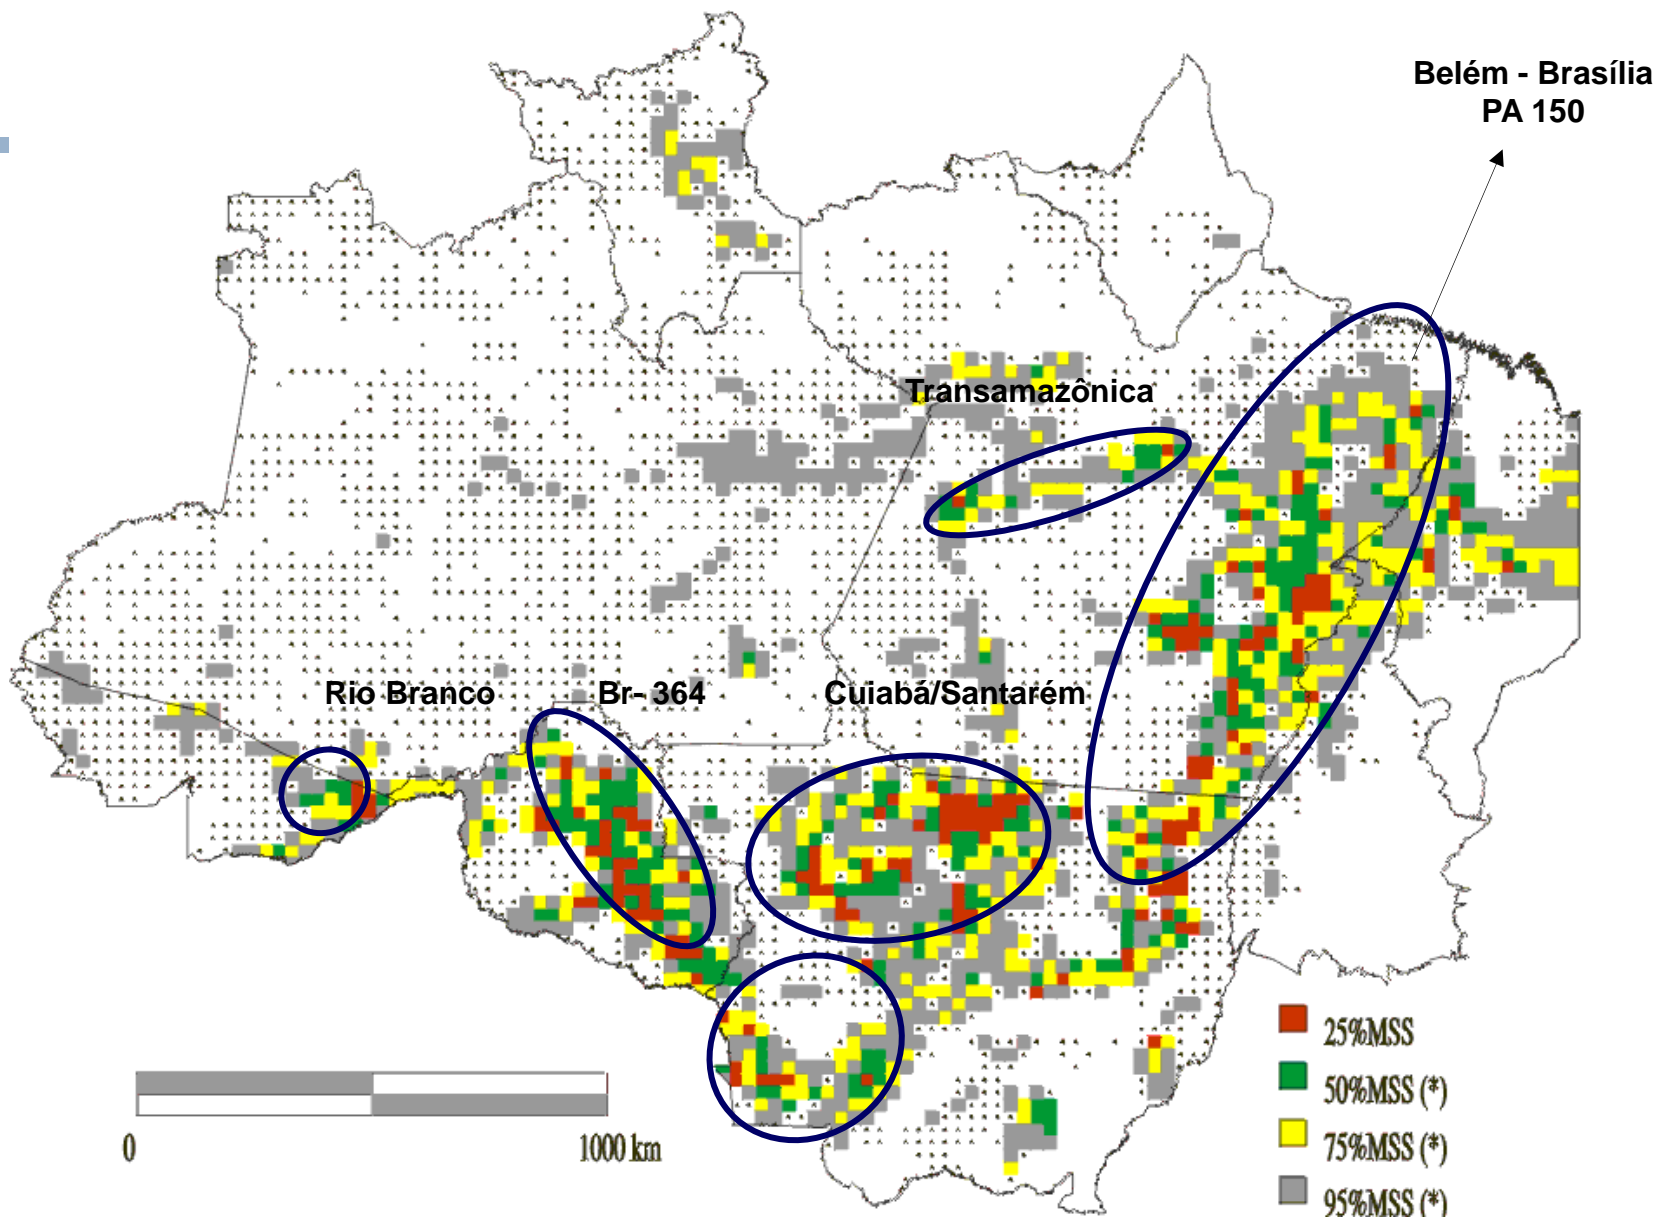 Belém - Brasília
PA 150
Transamazônica
Rio Branco
Br- 364
Cuiabá/Santarém
25%MSS
50%MSS (*)
75%MSS (*)
95%MSS (*)
0
1000 km